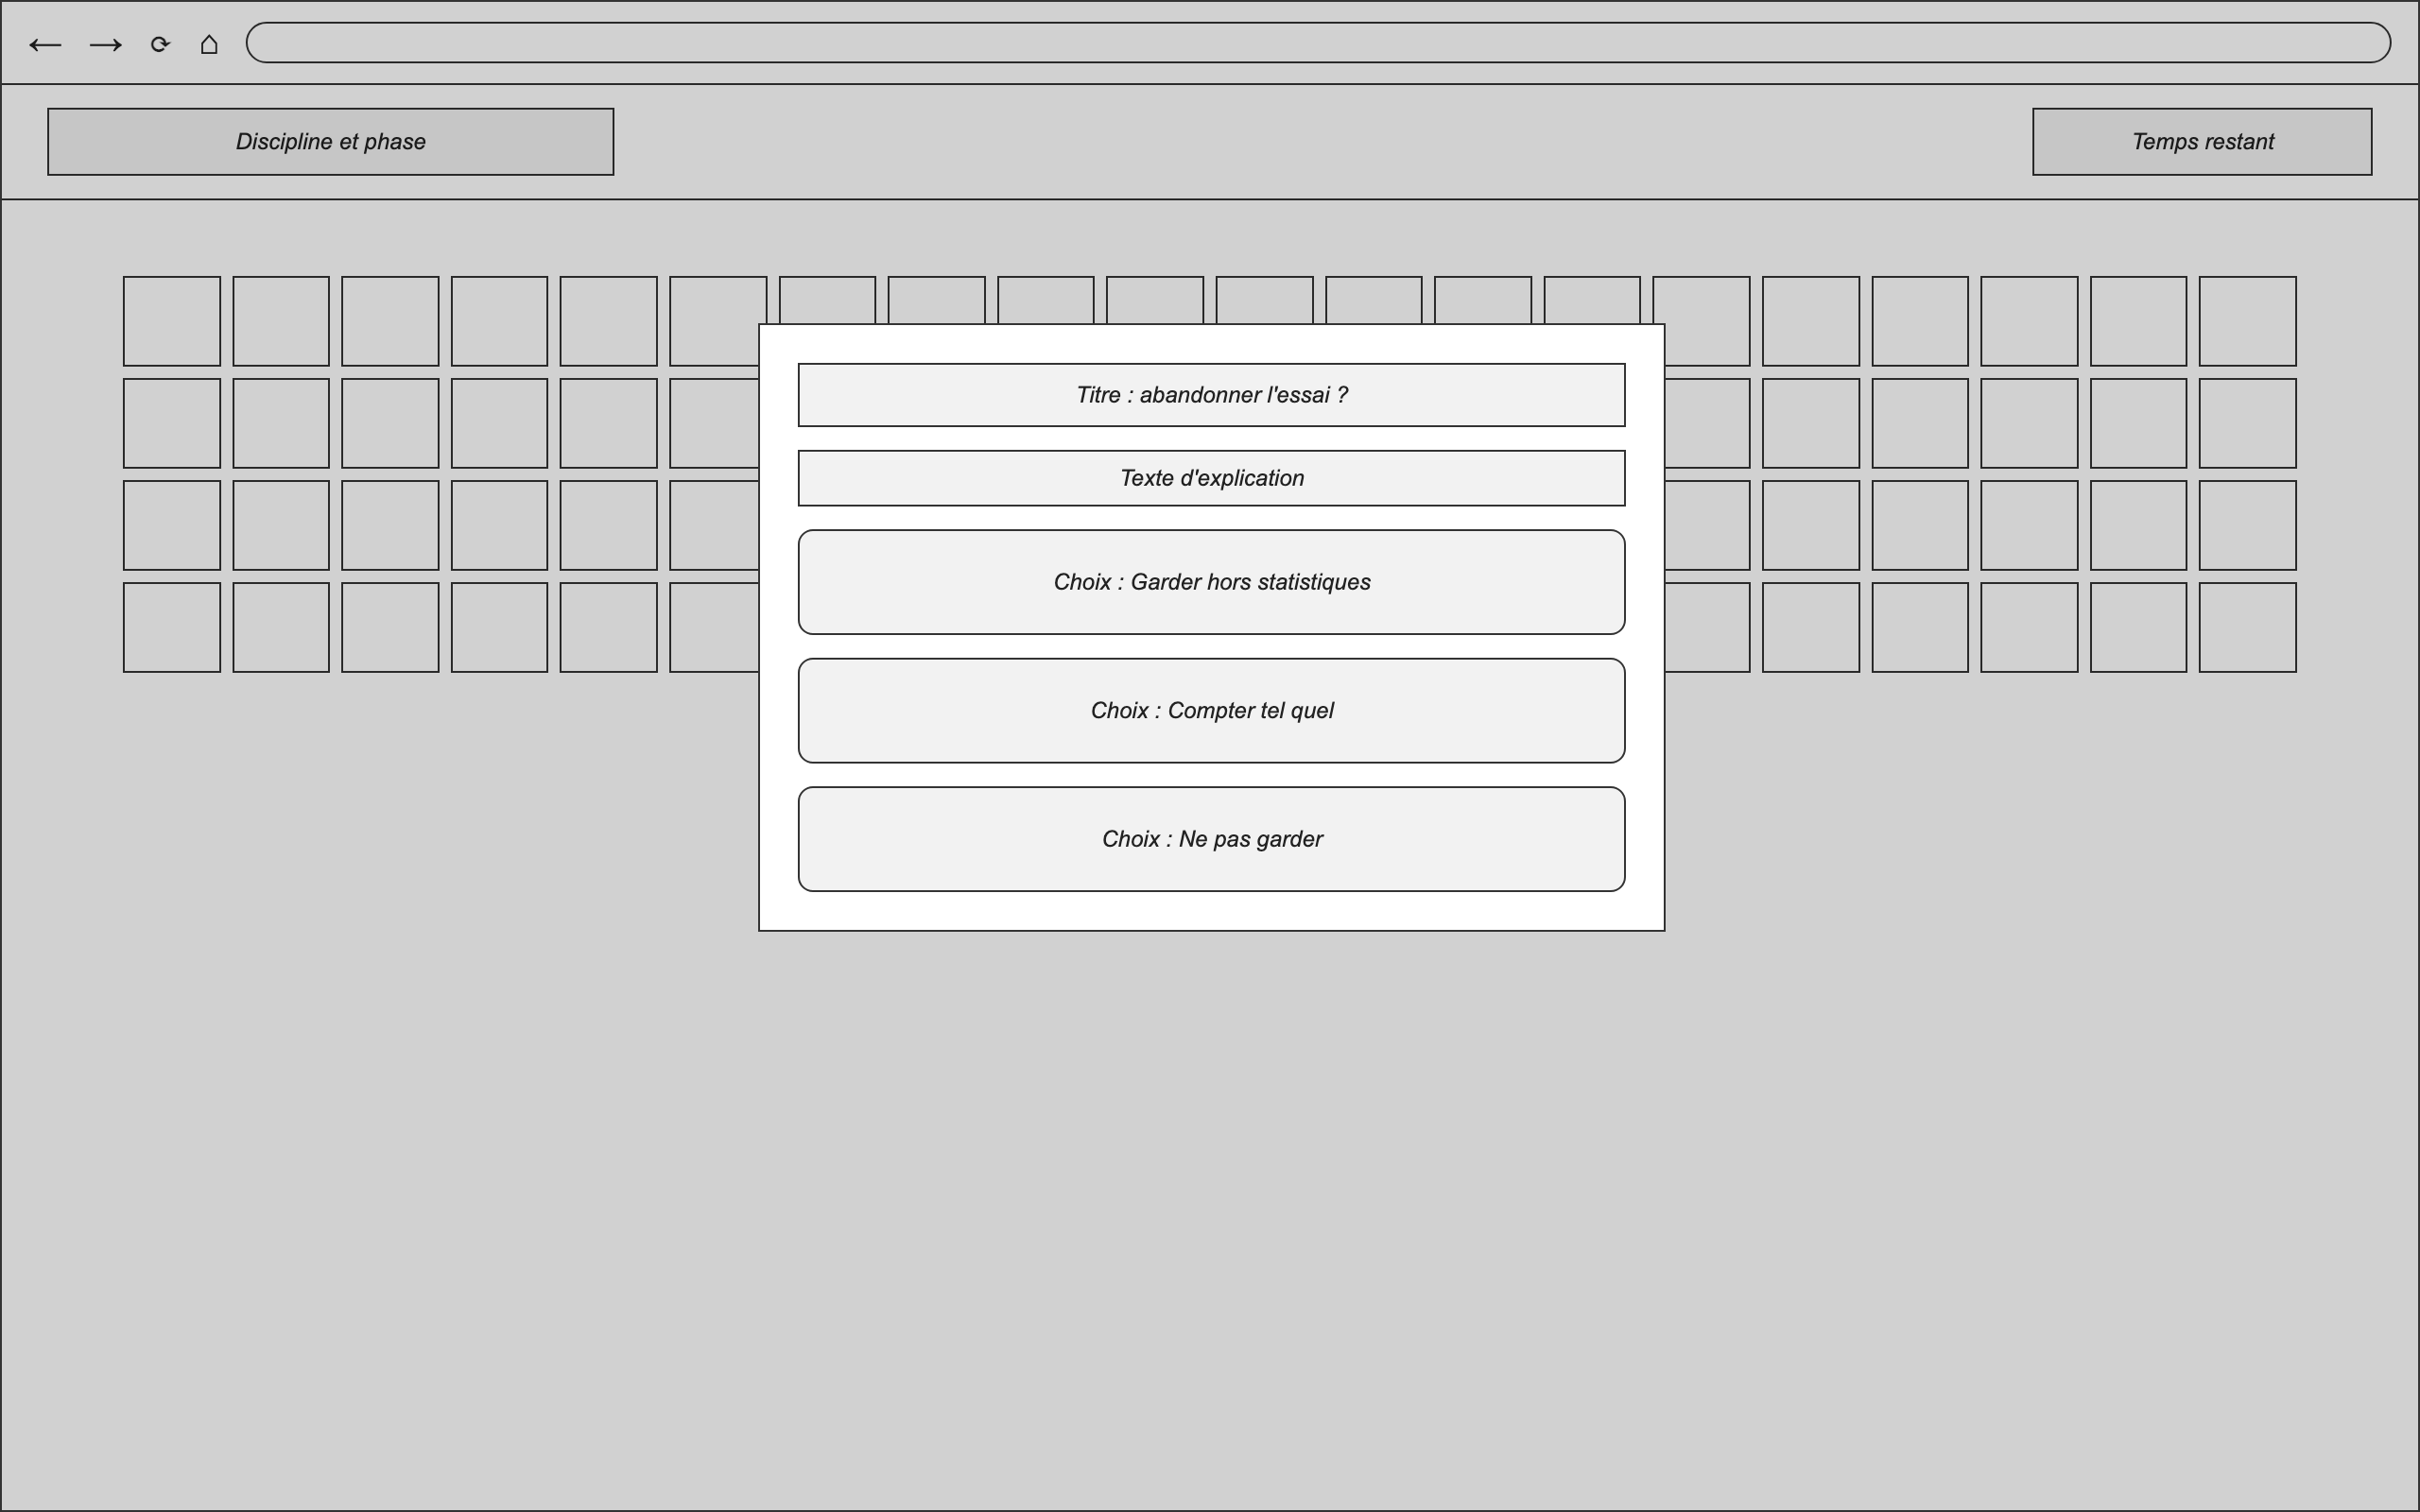 Discipline et phase
Temps restant
Titre : abandonner l'essai ?
Texte d'explication
Choix : Garder hors statistiques
Choix : Compter tel quel
Choix : Ne pas garder